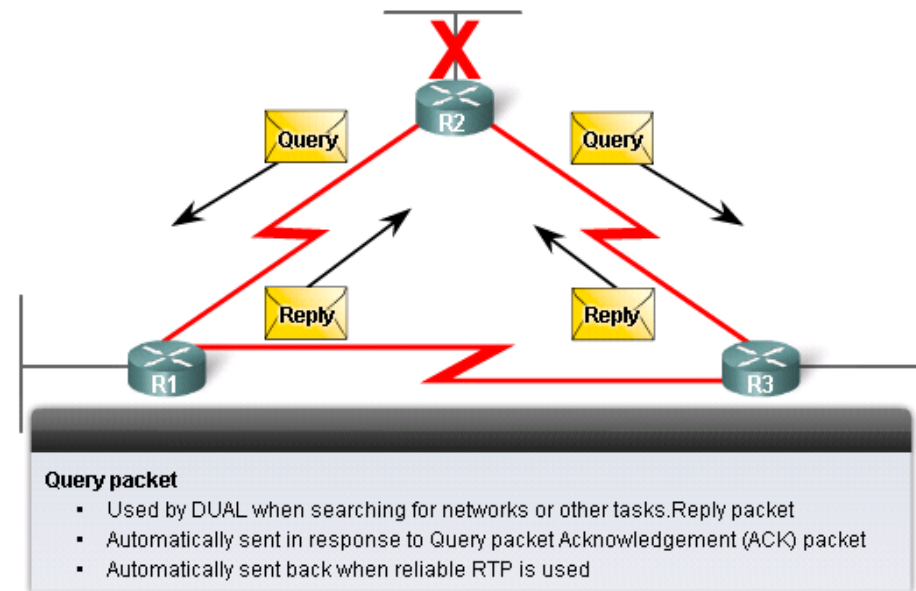 X
R2
Query
Query
Reply
Reply
R1
R3
Query packet
▪ Used by DUAL when searching for networks or other tasks.Reply packet
▪ Automatically sent in response to Query packet Acknowledgement (ACK) packet
▪ Automatically sent back when reliable RTP is used